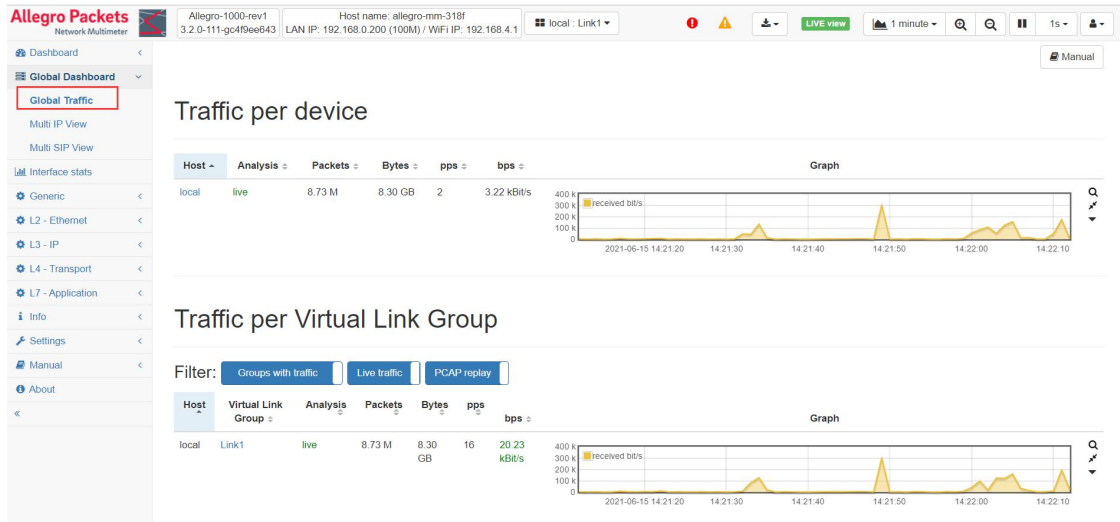 Allegro Packets
Network Multimeter
Allegro-1000-rev1
3.2.0-111-gc4f9ee643
Host name: allegro-mm-318f
LAN IP: 192.168.0.200 (100M) / WiFi IP: 192.168.4.1
local : Link1
LIVE view
1 minute
1s
Manual
Dashboard
Global Dashboard
Global Traffic
Multi IP View
Multi SIP View
Interface stats
Generic
L2 - Ethernet
L3 - IP
L4 - Transport
L7 - Application
Info
Settings
Manual
About
«
Traffic per device
Host Analysis Packets Bytes pps bps Graph
local live 8.73 M 8.30 GB 2 3.22 kBit/s
400 k
300 k
200 k
100 k
0
received bit/s
2021-06-15 14:21:20 14:21:30 14:21:40 14:21:50 14:22:00 14:22:10
Traffic per Virtual Link Group
Filter: Groups with traffic Live traffic PCAP replay
Host Virtual Link Group Analysis Packets Bytes pps bps Graph
local Link1 live 8.73 M 8.30 GB 16 20.23 kBit/s
400 k
300 k
200 k
100 k
0
received bit/s
2021-06-15 14:21:20 14:21:30 14:21:40 14:21:50 14:22:00 14:22:10